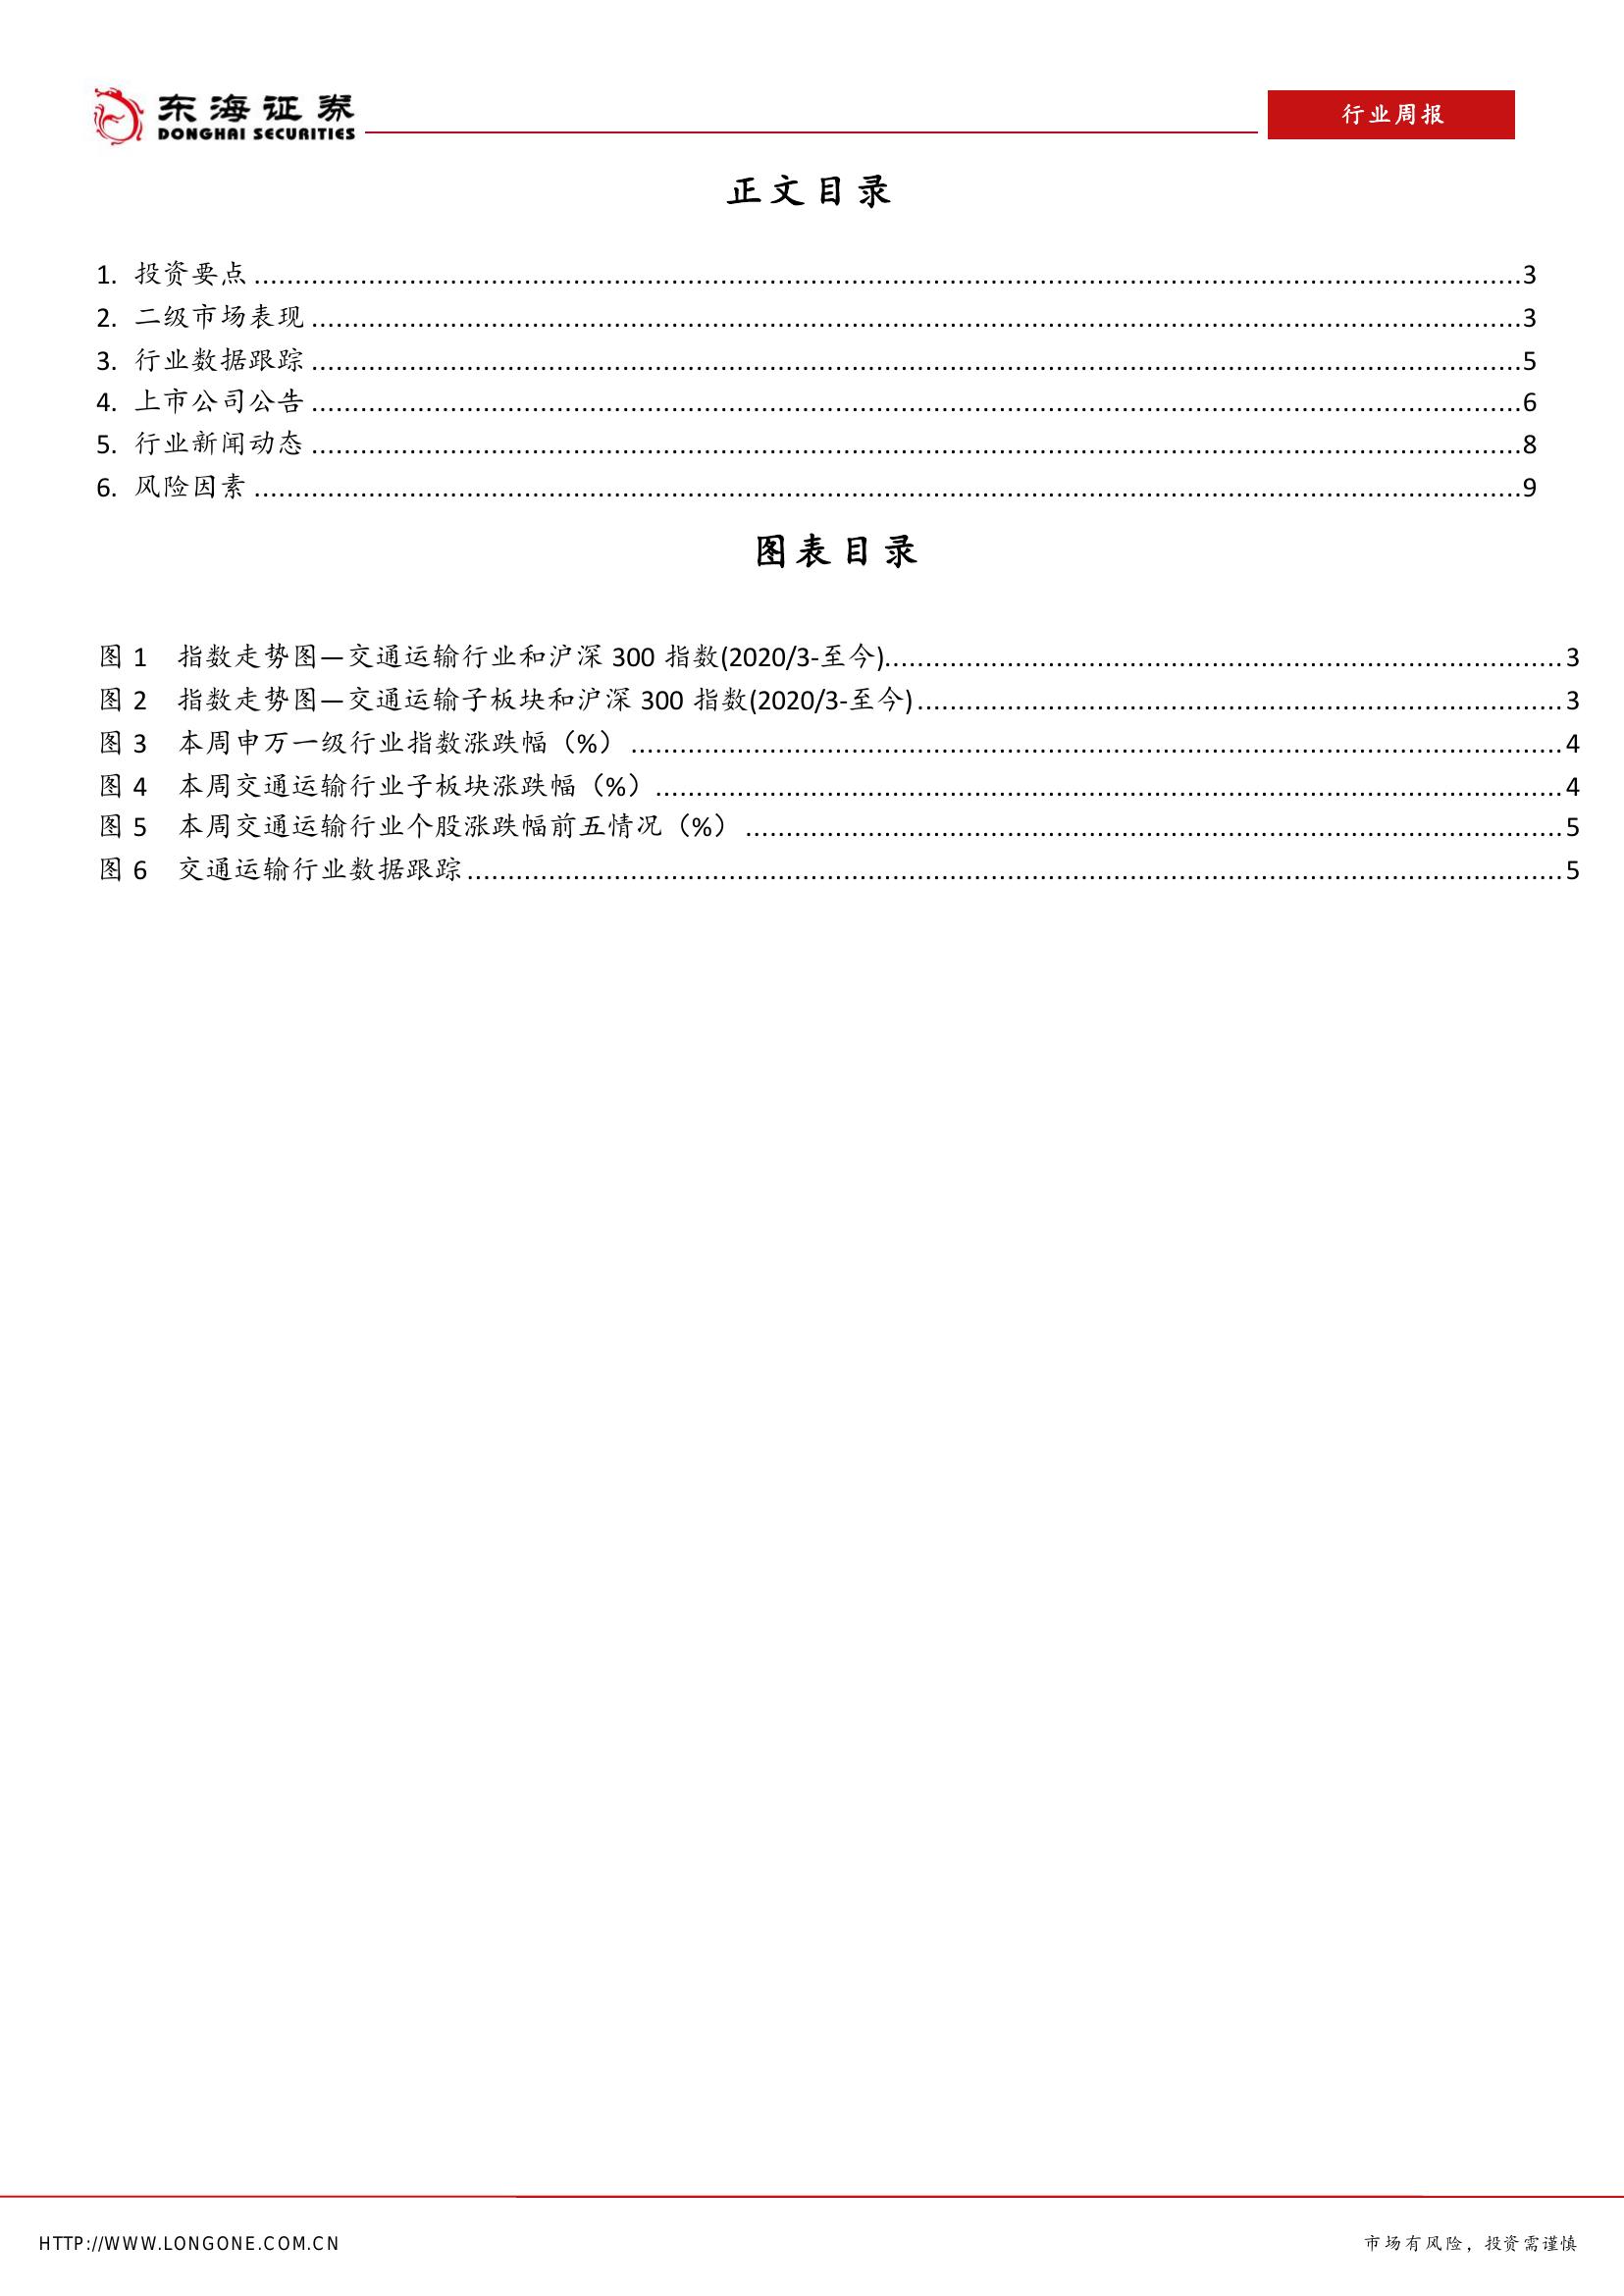 东海证券
DONGHAI SECURITIES
行业周报
正文目录
1. 投资要点........................................3
2. 二级市场表现........................................3
3. 行业数据跟踪........................................5
4. 上市公司公告........................................6
5. 行业新闻动态........................................8
6. 风险因素........................................9
图表目录
图 1 指数走势图—交通运输行业和沪深 300 指数(2020/3-至今)........................................3
图 2 指数走势图—交通运输子板块和沪深 300 指数(2020/3-至今)........................................3
图 3 本周申万一级行业指数涨跌幅（%）........................................4
图 4 本周交通运输行业子板块涨跌幅（%）........................................4
图 5 本周交通运输行业个股涨跌幅前五情况（%）........................................5
图 6 交通运输行业数据跟踪........................................5
HTTP://WWW.LONGONE.COM.CN
市场有风险，投资需谨慎